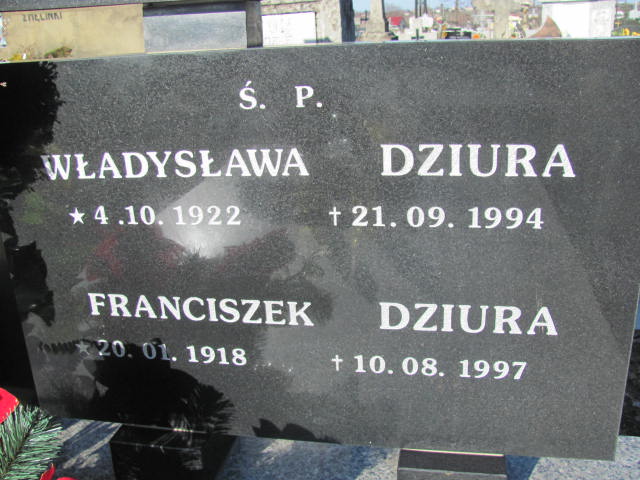 Ś. P.
WŁADYSŁAWA DZIURA
★ 4.10.1922 † 21.09.1994
FRANCISZEK DZIURA
★ 20.01.1918 † 10.08.1997